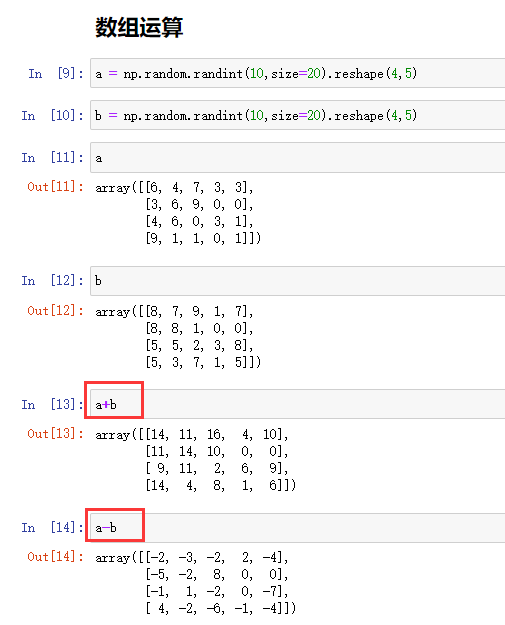 数组运算
In [9]: a = np.random.randint(10,size=20).reshape(4,5)
In [10]: b = np.random.randint(10,size=20).reshape(4,5)
In [11]: a
Out[11]: array([[6, 4, 7, 3, 3],
[3, 6, 9, 0, 0],
[4, 6, 0, 3, 1],
[9, 1, 1, 0, 1]])
In [12]: b
Out[12]: array([[8, 7, 9, 1, 7],
[8, 8, 1, 0, 0],
[5, 5, 2, 3, 8],
[5, 3, 7, 1, 5]])
In [13]: a+b
Out[13]: array([[14, 11, 16,  4, 10],
[11, 14, 10,  0,  0],
[ 9, 11,  2,  6,  9],
[14,  4,  8,  1,  6]])
In [14]: a-b
Out[14]: array([[-2, -3, -2,  2, -4],
[-5, -2,  8,  0,  0],
[-1,  1, -2,  0, -7],
[ 4, -2, -6, -1, -4]])